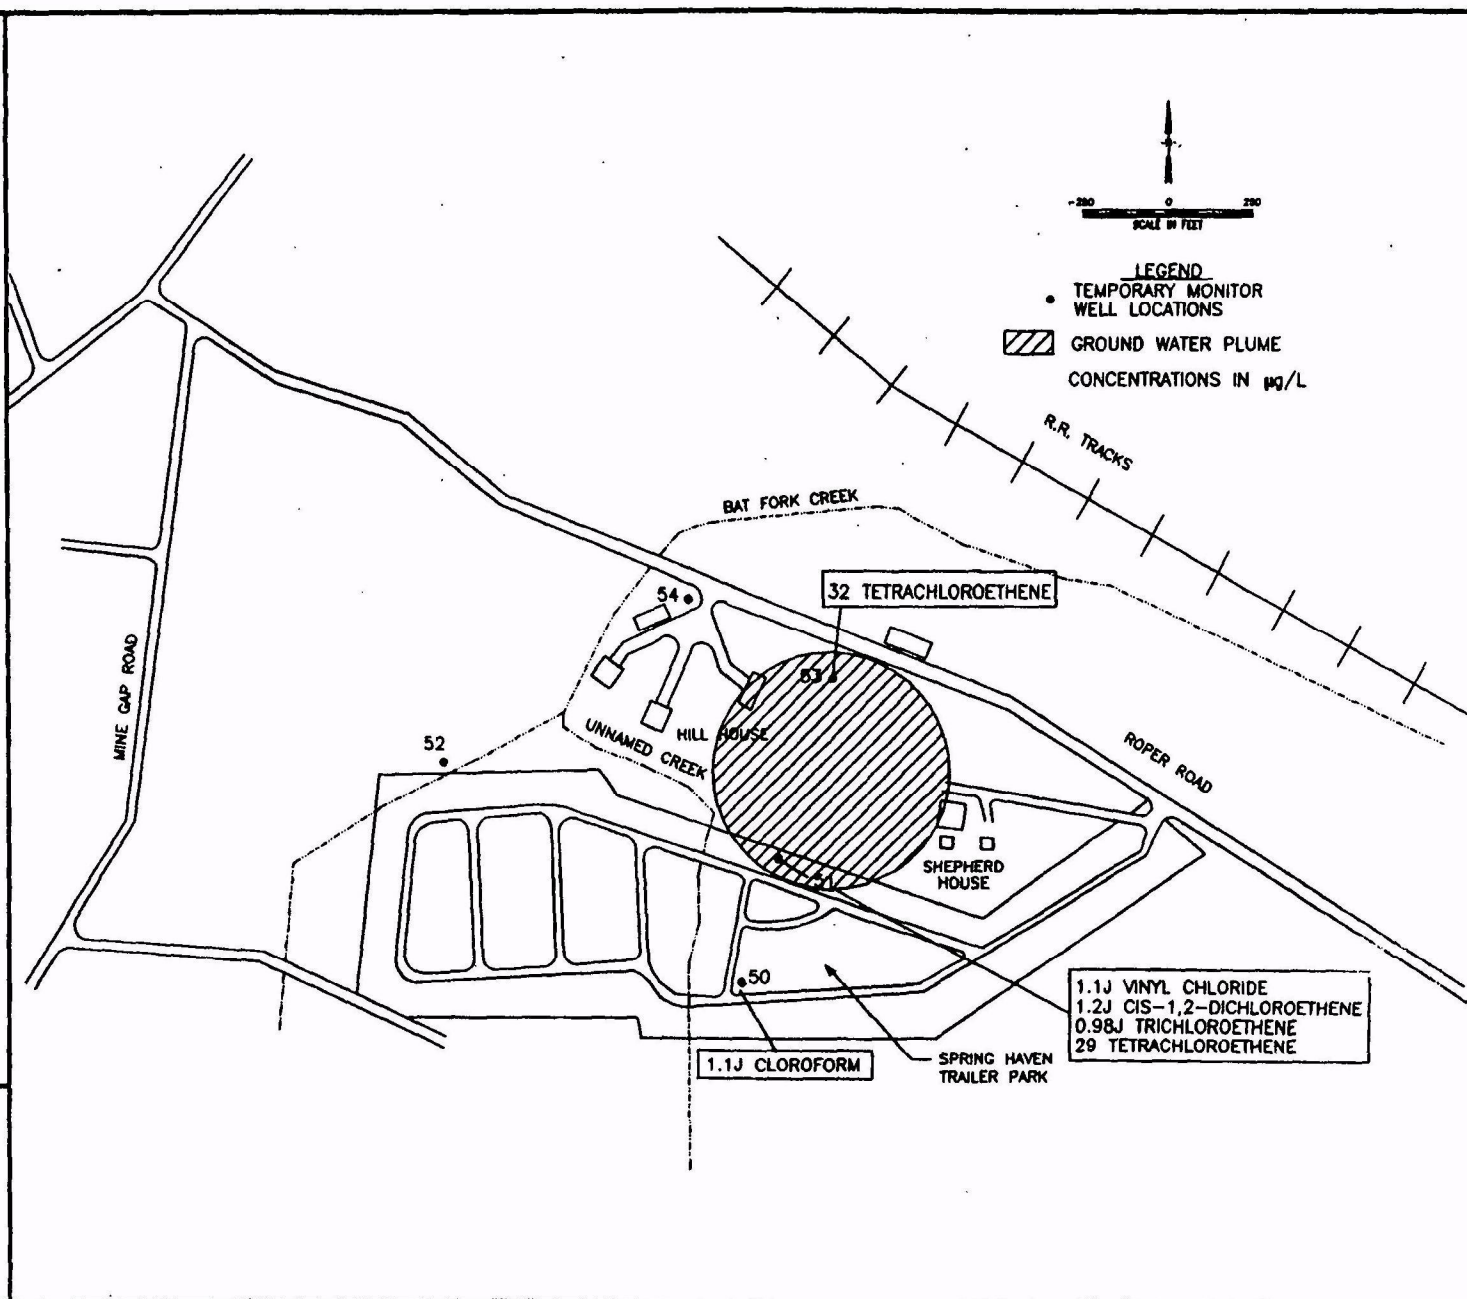 -280 0 280
SCALE IN FEET
LEGEND
TEMPORARY MONITOR
WELL LOCATIONS
GROUND WATER PLUME
CONCENTRATIONS IN µg/L
R.R. TRACKS
BAT FORK CREEK
32 TETRACHLOROETHENE
54
53
MINE GAP ROAD
HILL HOUSE
UNNAMED CREEK
52
ROPER ROAD
SHEPHERD
HOUSE
51
50
1.1J VINYL CHLORIDE
1.2J CIS-1,2-DICHLOROETHENE
0.98J TRICHLOROETHENE
29 TETRACHLOROETHENE
1.1J CLOROFORM
SPRING HAVEN
TRAILER PARK